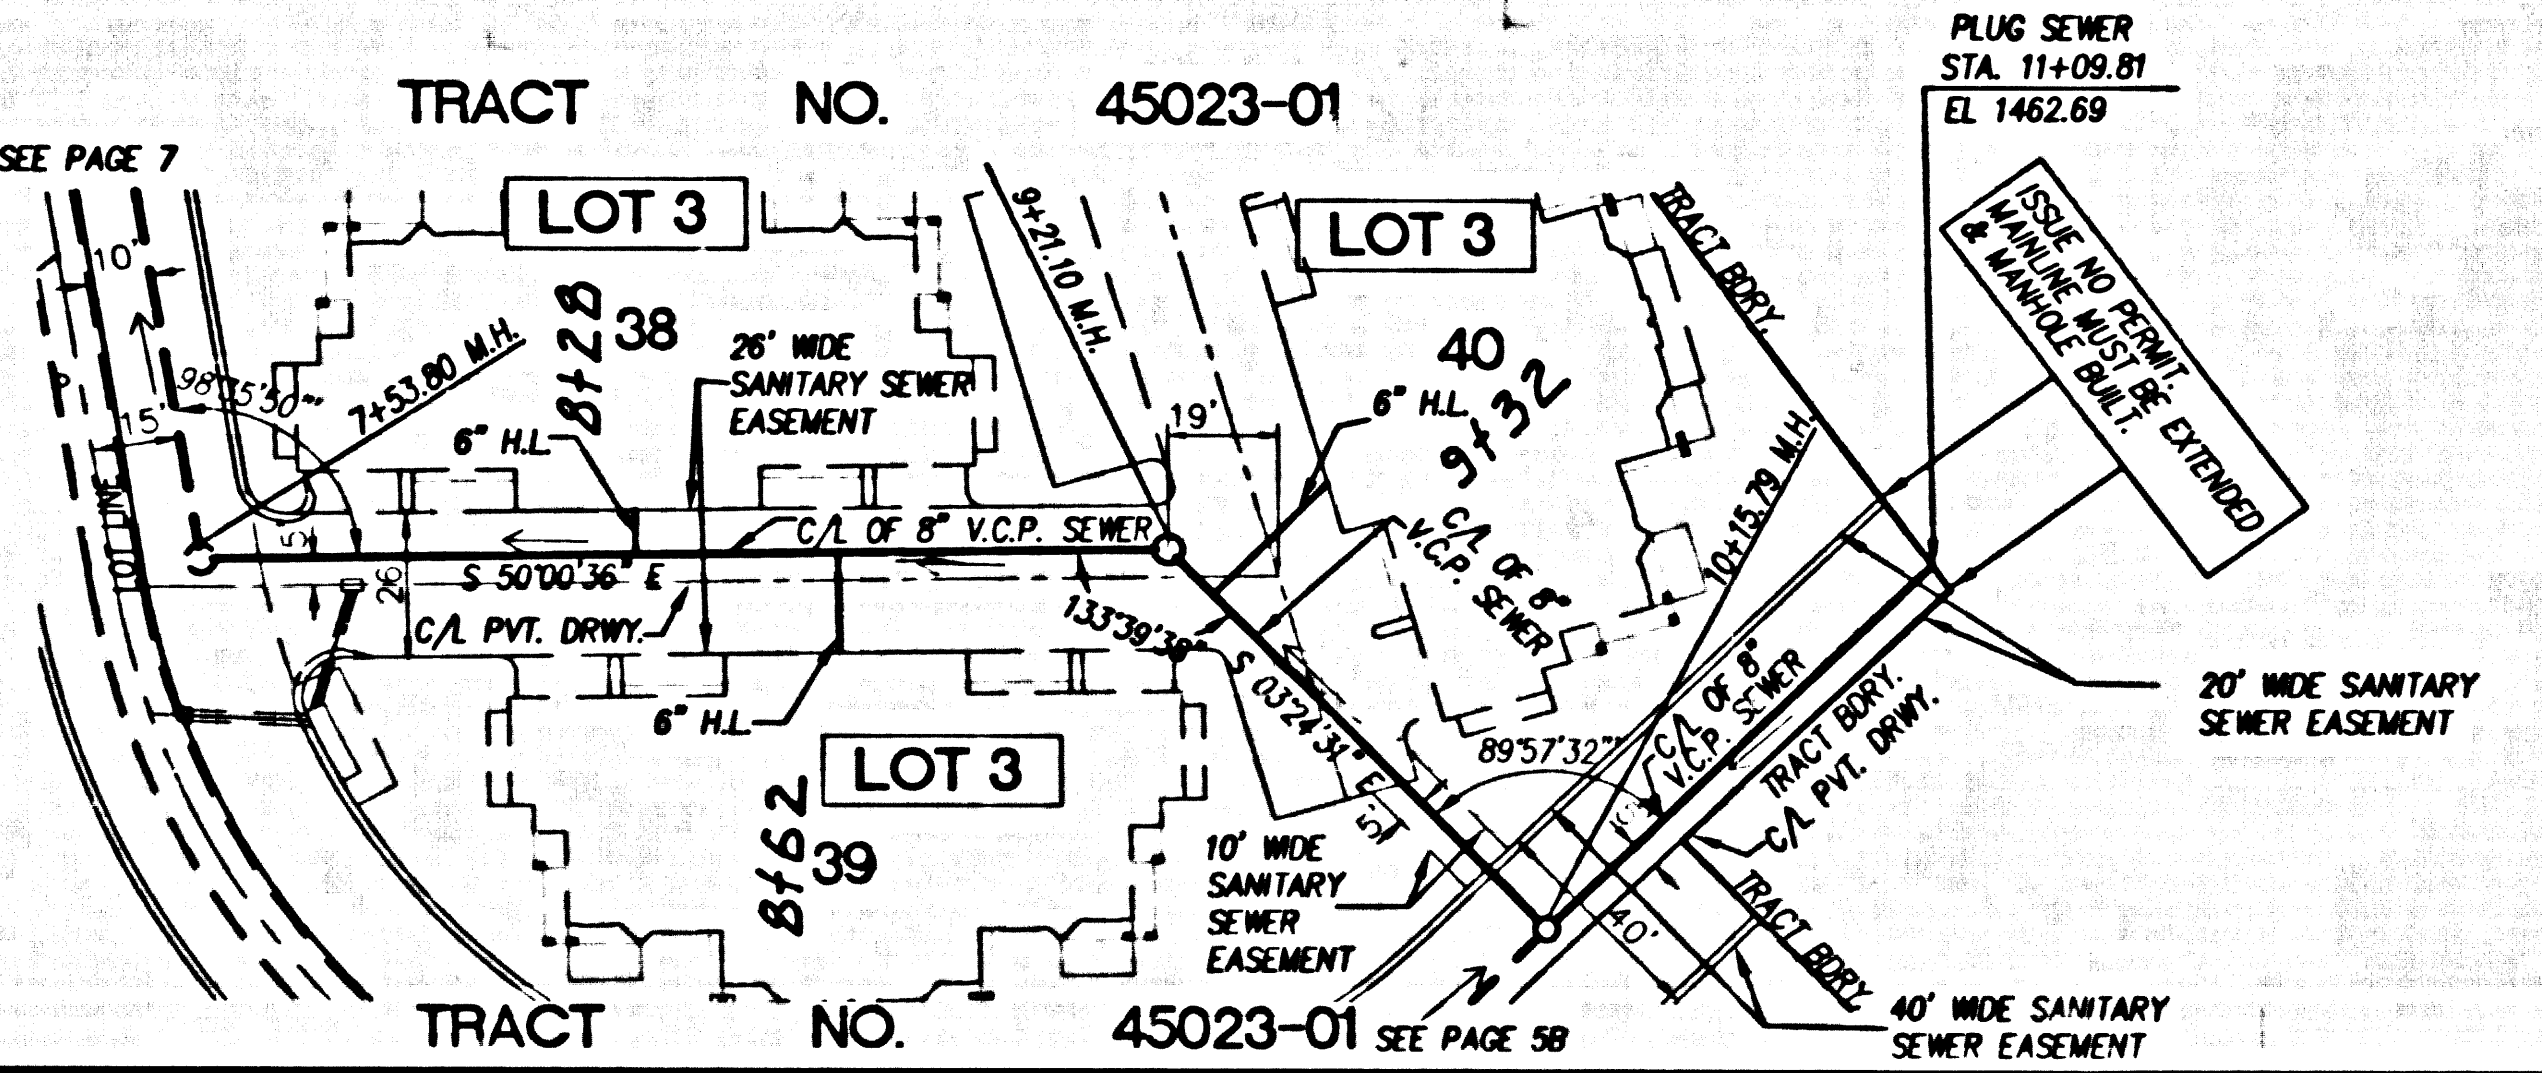 PLUG SEWER
STA. 11+09.81
EL 1462.69
TRACT NO. 45023-01
SEE PAGE 7
LOT 3
LOT 3
9+21.10 M.H.
TRACT BDRY.
ISSUE NO PERMIT.
MAINLINE MUST BE EXTENDED
& MANHOLE BUILT.
10'
8+28
38
26' WIDE
SANITARY SEWER
EASEMENT
40
9+32
6" H.L.
7+53.80 M.H.
98°35'50"
15'
19'
6" H.L.
10+15.79 M.H.
LOT LINE
5'
C/L OF 8" V.C.P. SEWER
C/L OF 8"
V.C.P. SEWER
S 50°00'36" E
26'
C/L PVT. DRWY.
133°39'38"
S 03°24'31" E
6" H.L.
LOT 3
8+62
39
89°57'32"
C/L OF 8"
V.C.P. SEWER
TRACT BDRY.
C/L PVT. DRWY.
20' WIDE SANITARY
SEWER EASEMENT
5'
10' WIDE
SANITARY
SEWER
EASEMENT
40'
TRACT BDRY
40' WIDE SANITARY
SEWER EASEMENT
TRACT NO. 45023-01
SEE PAGE 5B